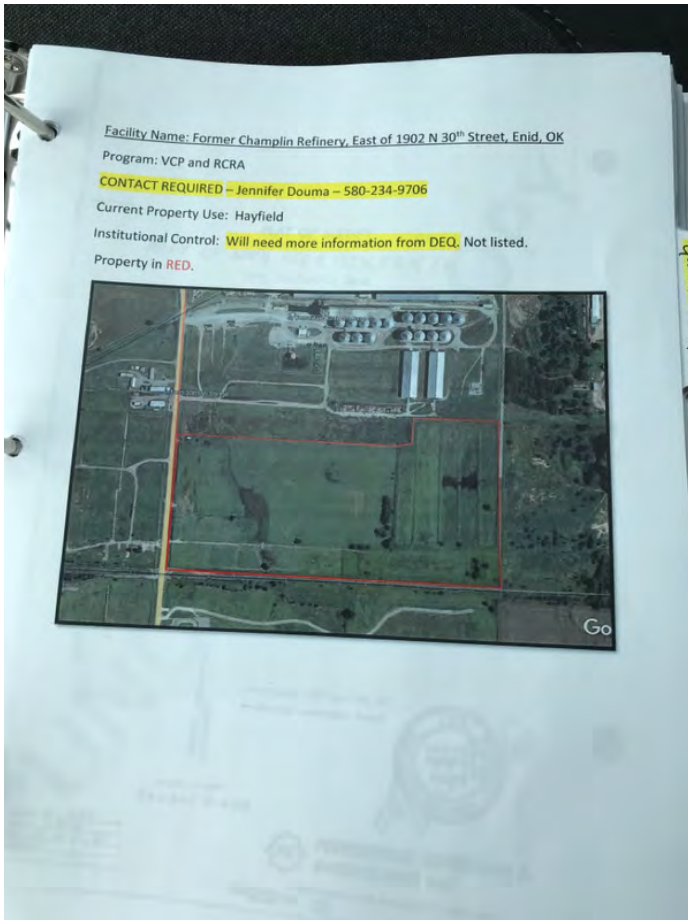 Facility Name: Former Champlin Refinery, East of 1902 N 30th Street, Enid, OK
Program: VCP and RCRA
CONTACT REQUIRED – Jennifer Douma – 580-234-9706
Current Property Use: Hayfield
Institutional Control: Will need more information from DEQ. Not listed.
Property in RED.
Go